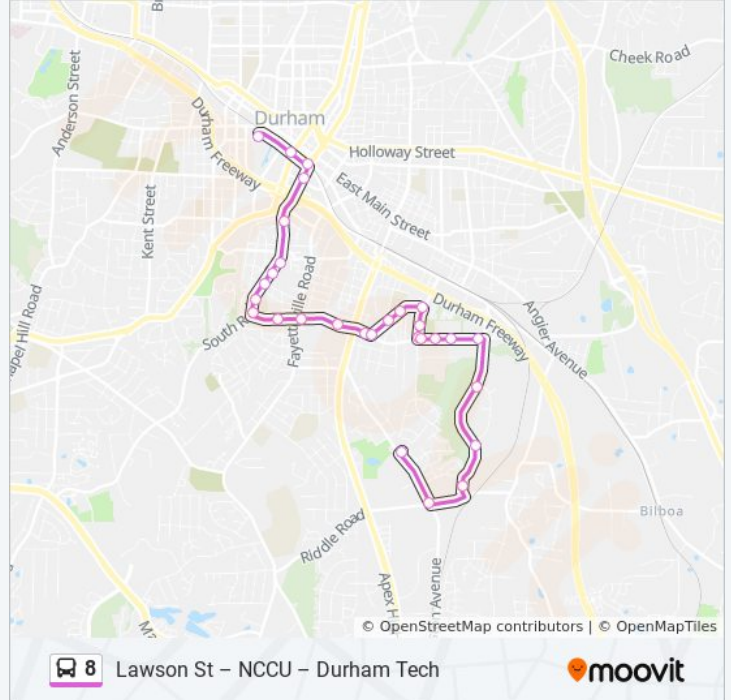 Cheek Road
Anderson Street
Durham
Durham Freeway
Holloway Street
East Main Street
Kent Street
Fayetteville Road
Durham Freeway
Angier Avenue
South R
apel Hill Road
Bilboa
Riddle Road
Apex H
n Avenue
Ma
© OpenStreetMap contributors | © OpenMapTiles
8 Lawson St – NCCU – Durham Tech
moovit